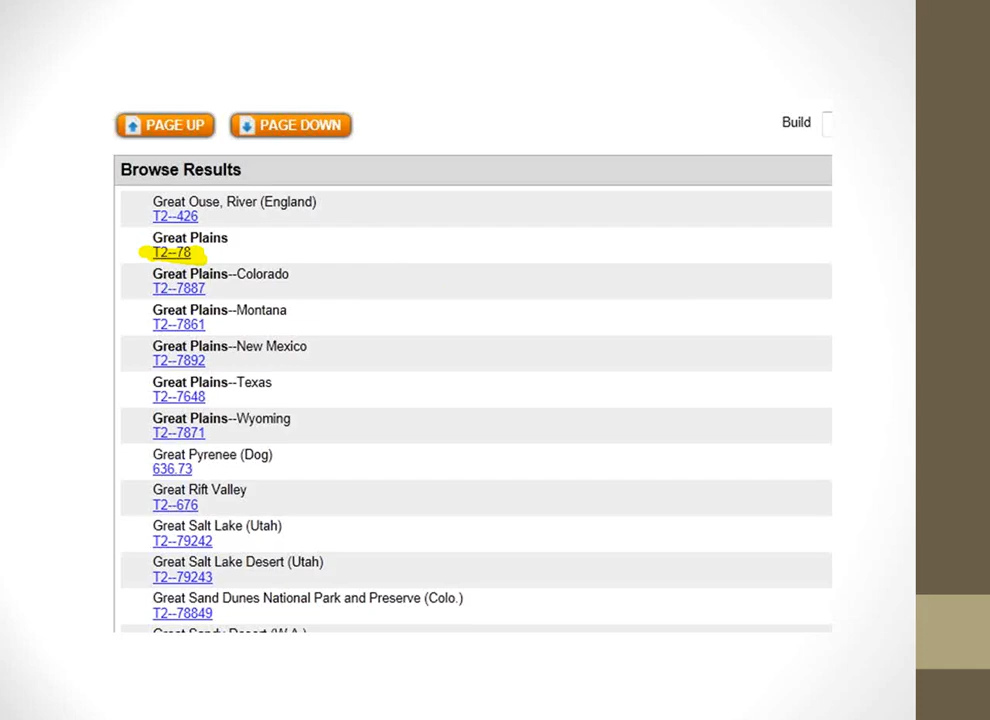 PAGE UP PAGE DOWN Build
Browse Results
Great Ouse, River (England)
T2--426
Great Plains
T2--78
Great Plains--Colorado
T2--7887
Great Plains--Montana
T2--7861
Great Plains--New Mexico
T2--7892
Great Plains--Texas
T2--7648
Great Plains--Wyoming
T2--7871
Great Pyrenee (Dog)
636.73
Great Rift Valley
T2--676
Great Salt Lake (Utah)
T2--79242
Great Salt Lake Desert (Utah)
T2--79243
Great Sand Dunes National Park and Preserve (Colo.)
T2--78849
Great Sandy Desert (W.A.)